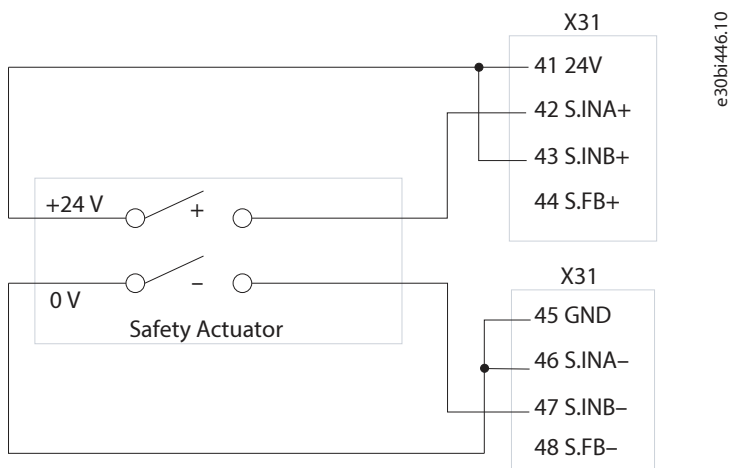 X31
41 24V
42 S.INA+
43 S.INB+
44 S.FB+
+24 V
+
–
0 V
Safety Actuator
X31
45 GND
46 S.INA–
47 S.INB–
48 S.FB–
e30bi446.10